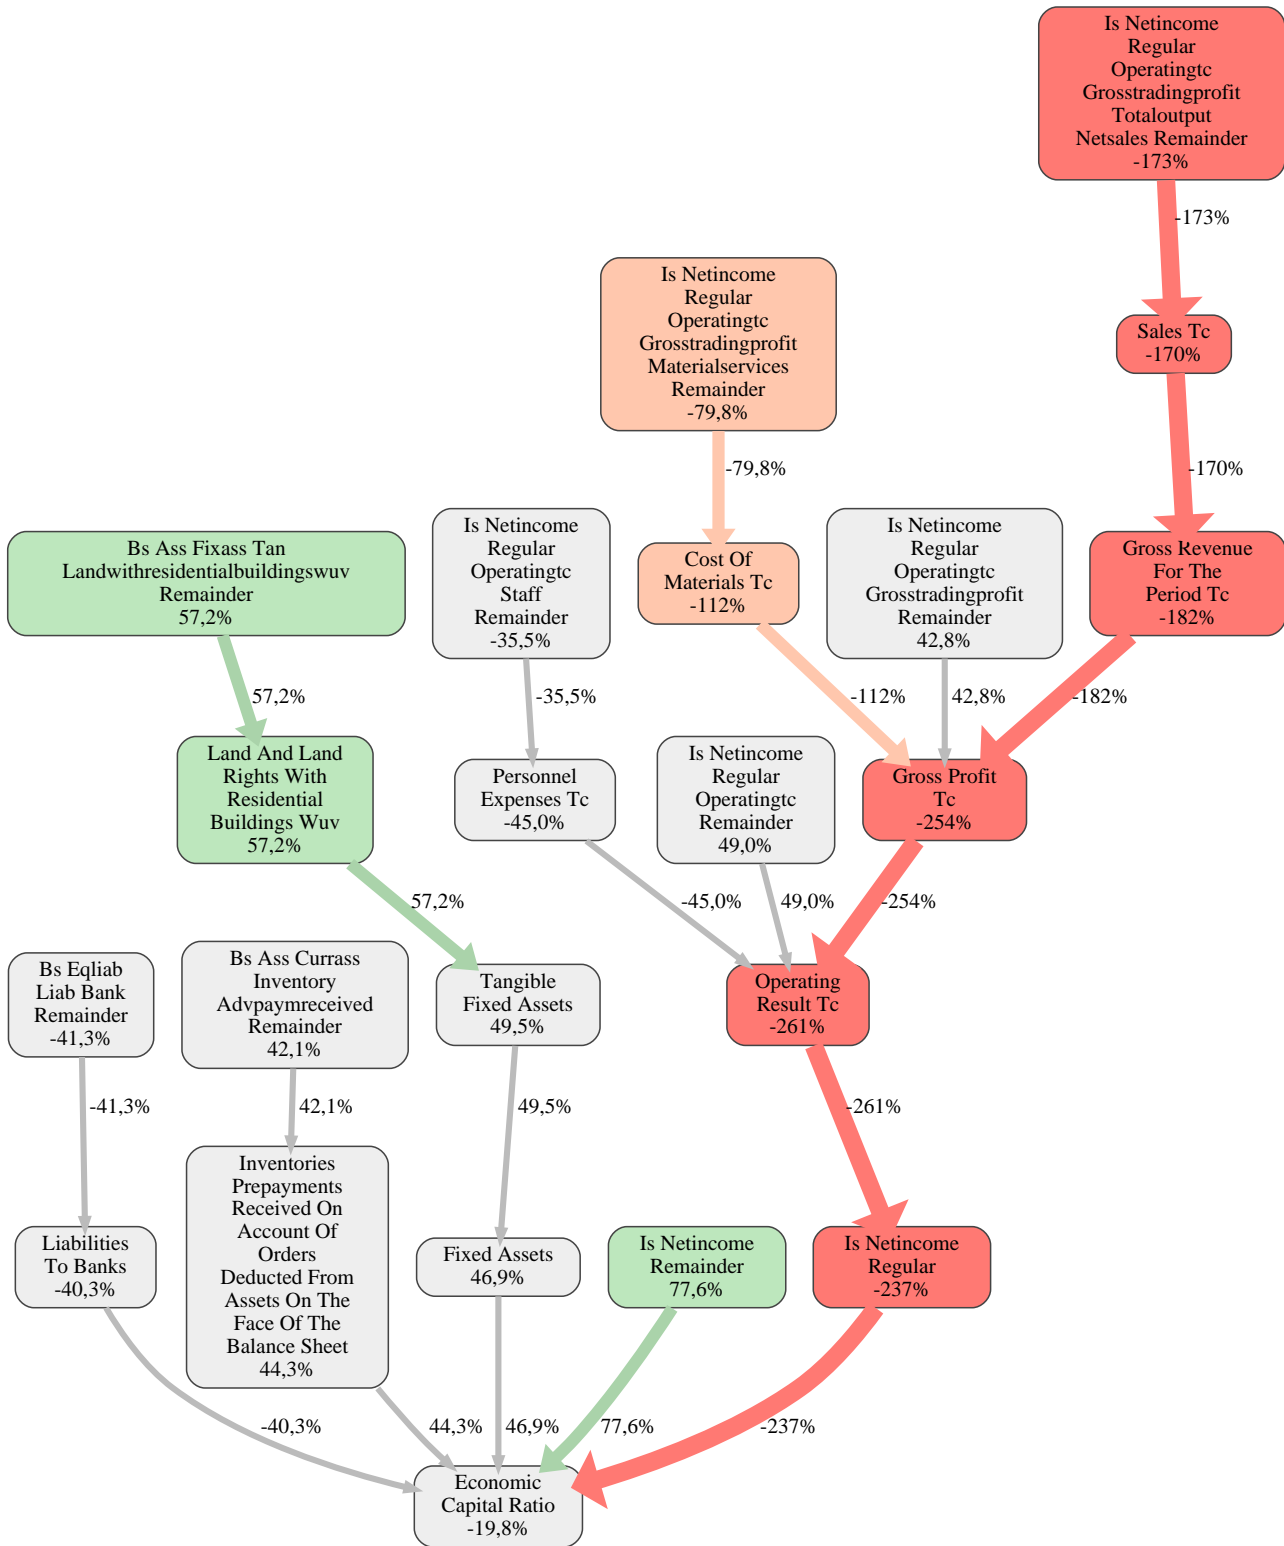 Is Netincome
Regular
Operatingtc
Grosstradingprofit
Totaloutput
Netsales Remainder
-173%
-173%
Is Netincome
Regular
Operatingtc
Grosstradingprofit
Materialservices
Remainder
-79,8%
Sales Tc
-170%
-79,8%
-170%
Bs Ass Fixass Tan
Landwithresidentialbuildingswuv
Remainder
57,2%
Is Netincome
Regular
Operatingtc
Staff
Remainder
-35,5%
Cost Of
Materials Tc
-112%
Is Netincome
Regular
Operatingtc
Grosstradingprofit
Remainder
42,8%
Gross Revenue
For The
Period Tc
-182%
57,2%
-35,5%
-112%
42,8%
-182%
Land And Land
Rights With
Residential
Buildings Wuv
57,2%
Personnel
Expenses Tc
-45,0%
Is Netincome
Regular
Operatingtc
Remainder
49,0%
Gross Profit
Tc
-254%
57,2%
-45,0%
49,0%
-254%
Bs Eqliab
Liab Bank
Remainder
-41,3%
Bs Ass Currass
Inventory
Advpaymreceived
Remainder
42,1%
Tangible
Fixed Assets
49,5%
Operating
Result Tc
-261%
-41,3%
42,1%
49,5%
-261%
Liabilities
To Banks
-40,3%
Inventories
Prepayments
Received On
Account Of
Orders
Deducted From
Assets On The
Face Of The
Balance Sheet
44,3%
Fixed Assets
46,9%
Is Netincome
Remainder
77,6%
Is Netincome
Regular
-237%
-40,3%
44,3%
46,9%
77,6%
-237%
Economic
Capital Ratio
-19,8%